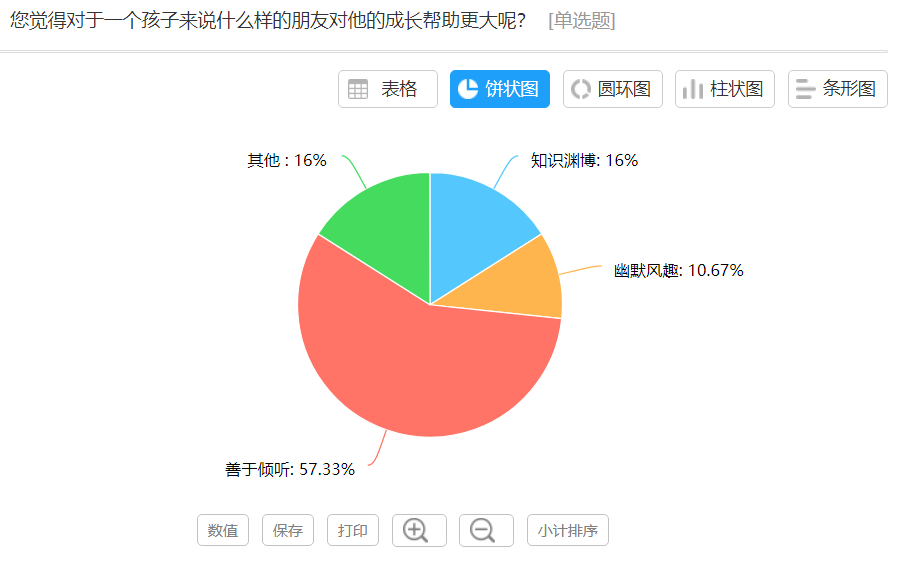 您觉得对于一个孩子来说什么样的朋友对他的成长帮助更大呢? [单选题]
表格 饼状图 圆环图 柱状图 条形图
其他 : 16% 知识渊博: 16%
幽默风趣: 10.67%
善于倾听: 57.33%
数值 保存 打印 小计排序